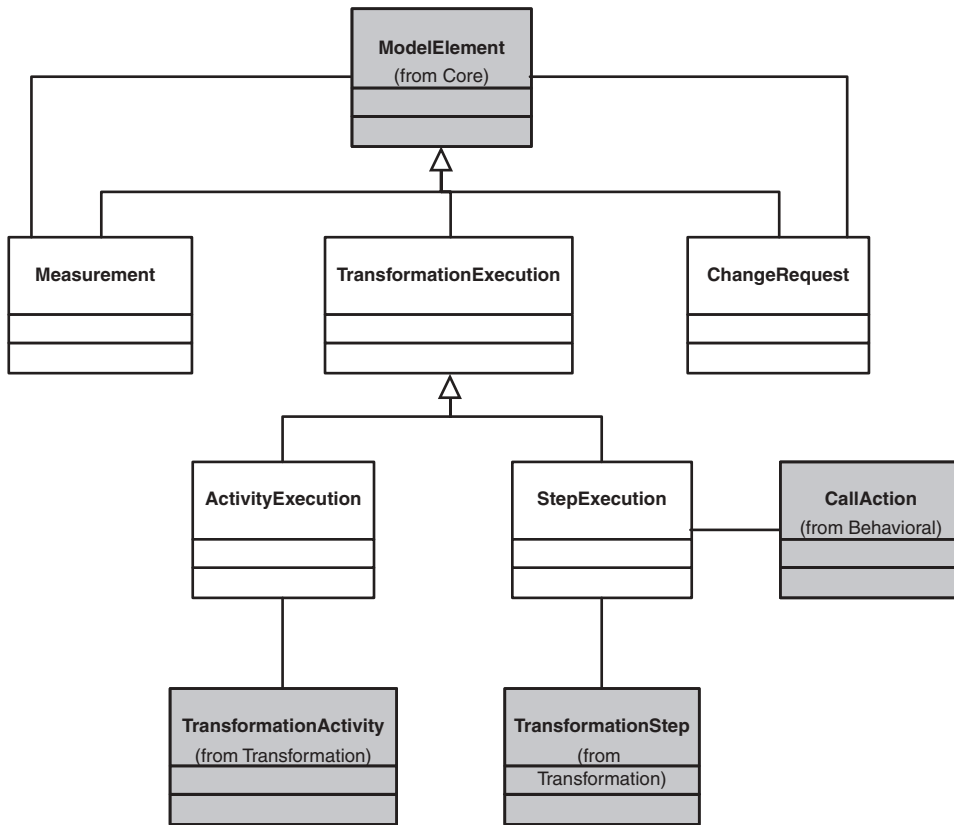 ModelElement
(from Core)
Measurement
TransformationExecution
ChangeRequest
ActivityExecution
StepExecution
CallAction
(from Behavioral)
TransformationActivity
(from Transformation)
TransformationStep
(from
Transformation)